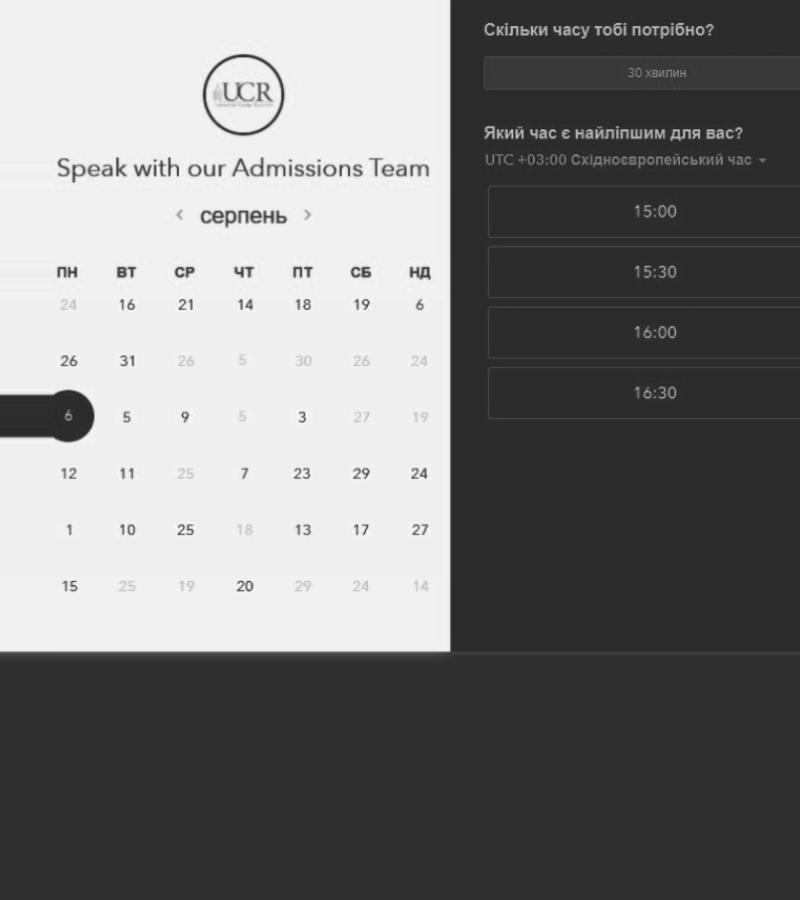 UCR
Speak with our Admissions Team
< серпень >
ПН ВТ СР ЧТ ПТ СБ НД
24 16 21 14 18 19 6
26 31 26 5 30 26 24
6 5 9 5 3 27 19
12 11 25 7 23 29 24
1 10 25 18 13 17 27
15 25 19 20 29 24 14
Скільки часу тобі потрібно?
30 хвилин
Який час є найліпшим для вас?
UTC +03:00 Східноєвропейський час
15:00
15:30
16:00
16:30